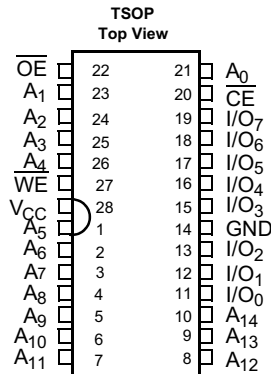 TSOP
Top View
OE 22 21 A0
A1 23 20 CE
A2 24 19 I/O7
A3 25 18 I/O6
A4 26 17 I/O5
WE 27 16 I/O4
VCC 28 15 I/O3
A5 1 14 GND
A6 2 13 I/O2
A7 3 12 I/O1
A8 4 11 I/O0
A9 5 10 A14
A10 6 9 A13
A11 7 8 A12